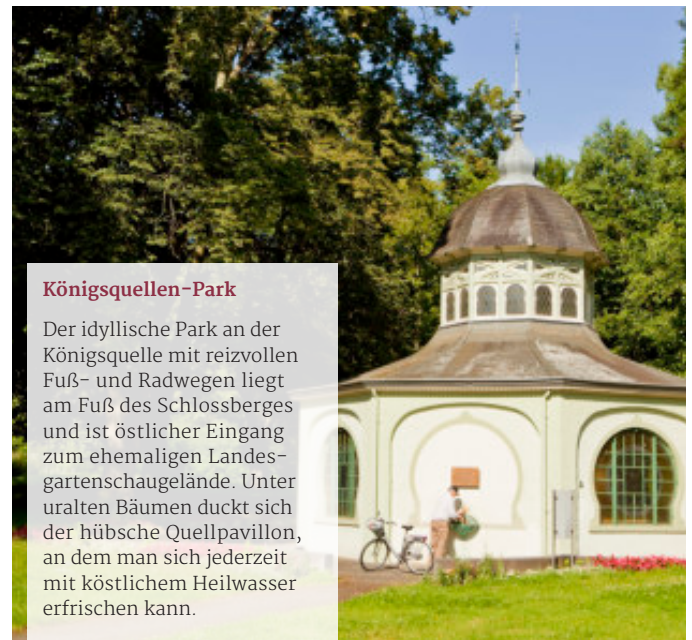 Königsquellen-Park
Der idyllische Park an der
Königsquelle mit reizvollen
Fuß- und Radwegen liegt
am Fuß des Schlossberges
und ist östlicher Eingang
zum ehemaligen Landes-
gartenschaugelände. Unter
uralten Bäumen duckt sich
der hübsche Quellpavillon,
an dem man sich jederzeit
mit köstlichem Heilwasser
erfrischen kann.